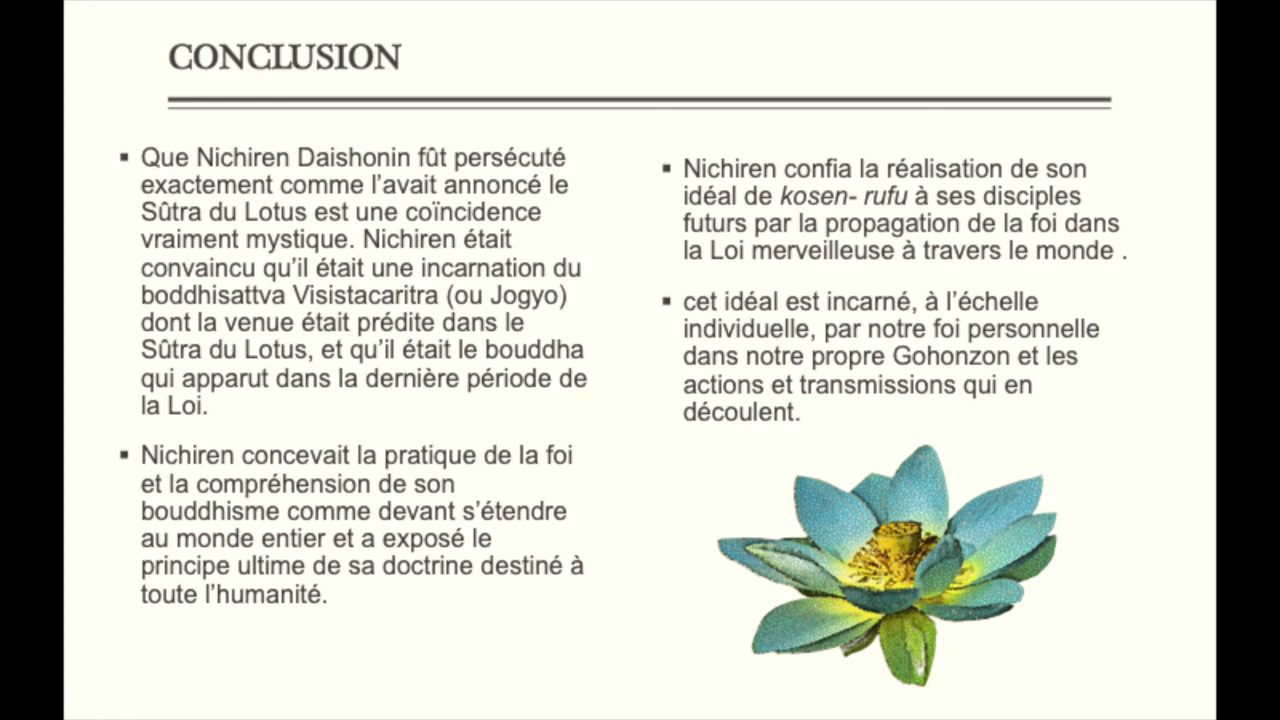 CONCLUSION
▪ Que Nichiren Daishonin fût persécuté
exactement comme l’avait annoncé le
Sûtra du Lotus est une coïncidence
vraiment mystique. Nichiren était
convaincu qu’il était une incarnation du
boddhisattva Visistacaritra (ou Jogyo)
dont la venue était prédite dans le
Sûtra du Lotus, et qu’il était le bouddha
qui apparut dans la dernière période de
la Loi.
▪ Nichiren concevait la pratique de la foi
et la compréhension de son
bouddhisme comme devant s’étendre
au monde entier et a exposé le
principe ultime de sa doctrine destiné à
toute l’humanité.
▪ Nichiren confia la réalisation de son
idéal de kosen- rufu à ses disciples
futurs par la propagation de la foi dans
la Loi merveilleuse à travers le monde .
▪ cet idéal est incarné, à l’échelle
individuelle, par notre foi personnelle
dans notre propre Gohonzon et les
actions et transmissions qui en
découlent.